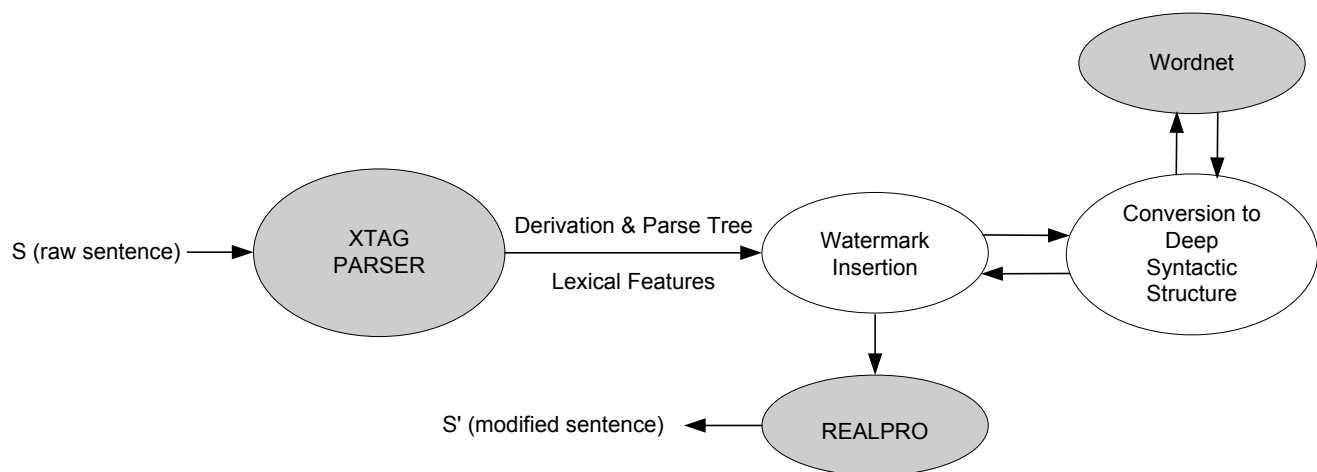 Wordnet
S (raw sentence)
XTAG
PARSER
Derivation & Parse Tree
Lexical Features
Watermark
Insertion
Conversion to
Deep
Syntactic
Structure
S' (modified sentence)
REALPRO